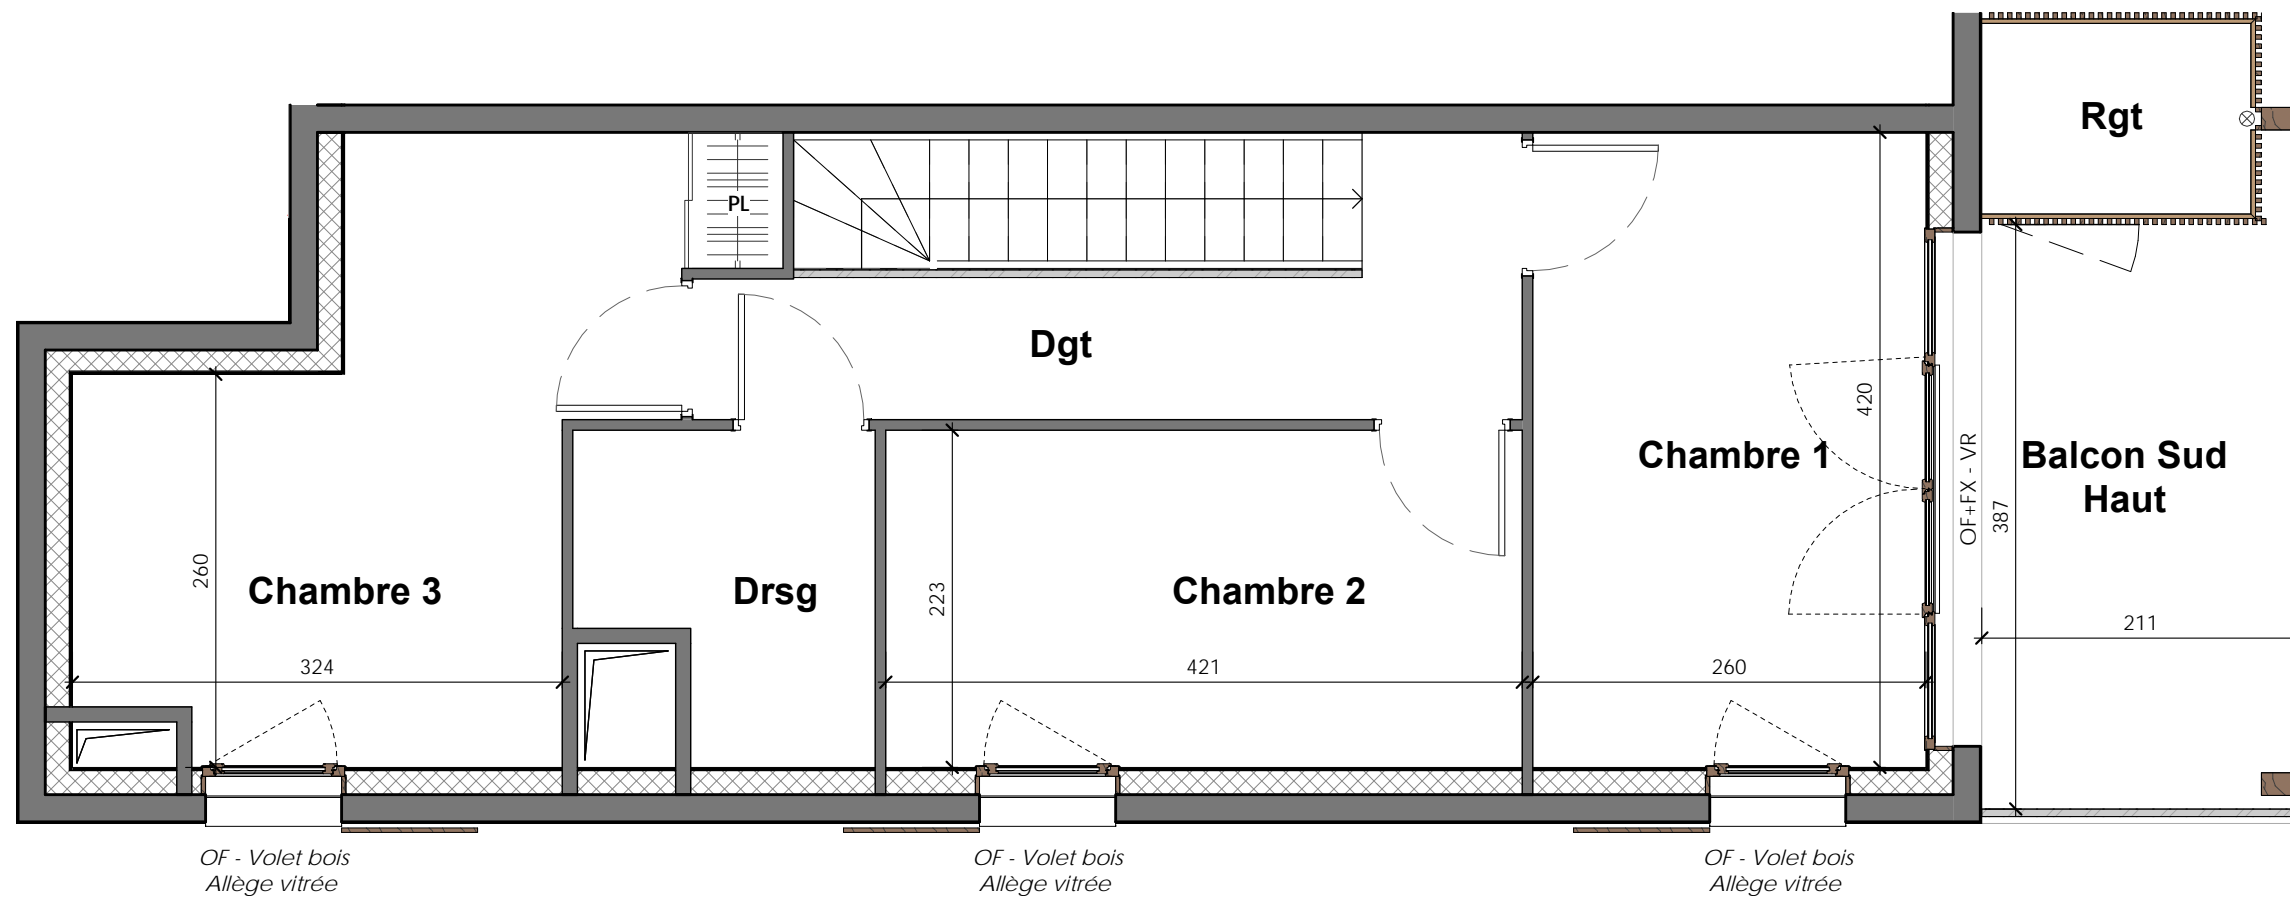 Rgt
PL
Dgt
420
Chambre 1
OF+FX - VR
387
Balcon Sud
Haut
260
Chambre 3
Drsg
223
Chambre 2
211
324
421
260
OF - Volet bois
Allège vitrée
OF - Volet bois
Allège vitrée
OF - Volet bois
Allège vitrée